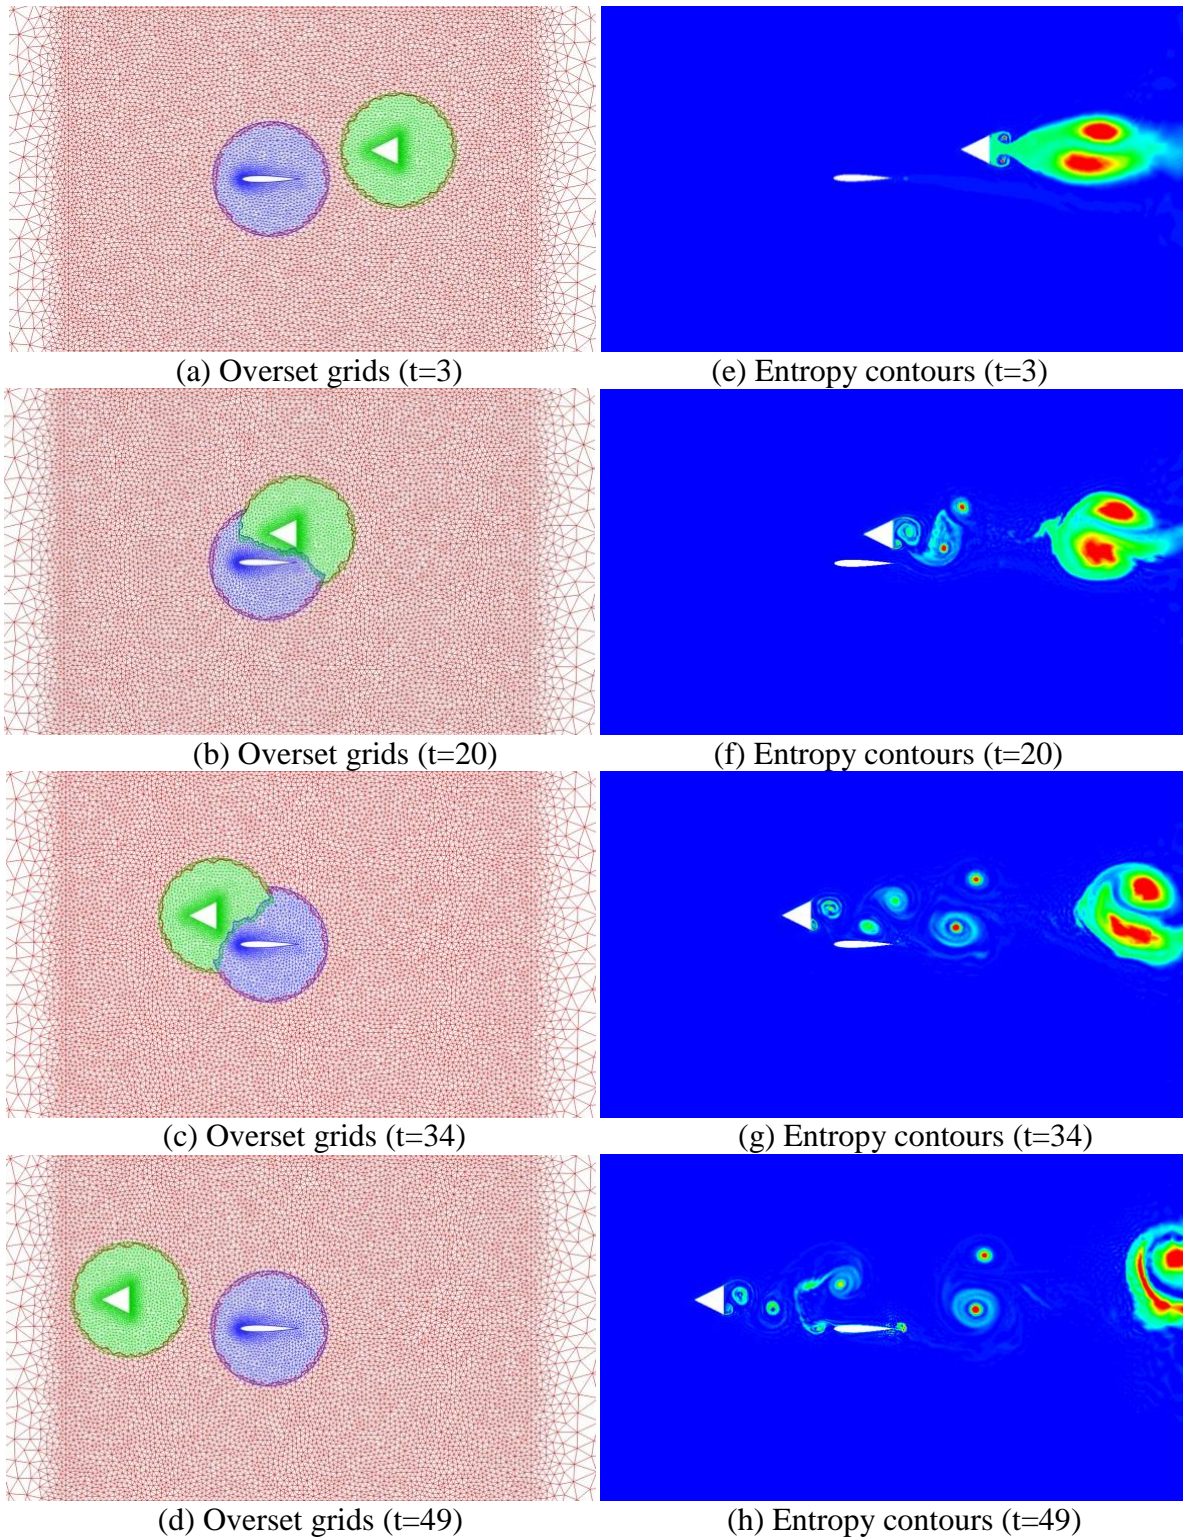 (a) Overset grids (t=3)
(e) Entropy contours (t=3)
(b) Overset grids (t=20)
(f) Entropy contours (t=20)
(c) Overset grids (t=34)
(g) Entropy contours (t=34)
(d) Overset grids (t=49)
(h) Entropy contours (t=49)